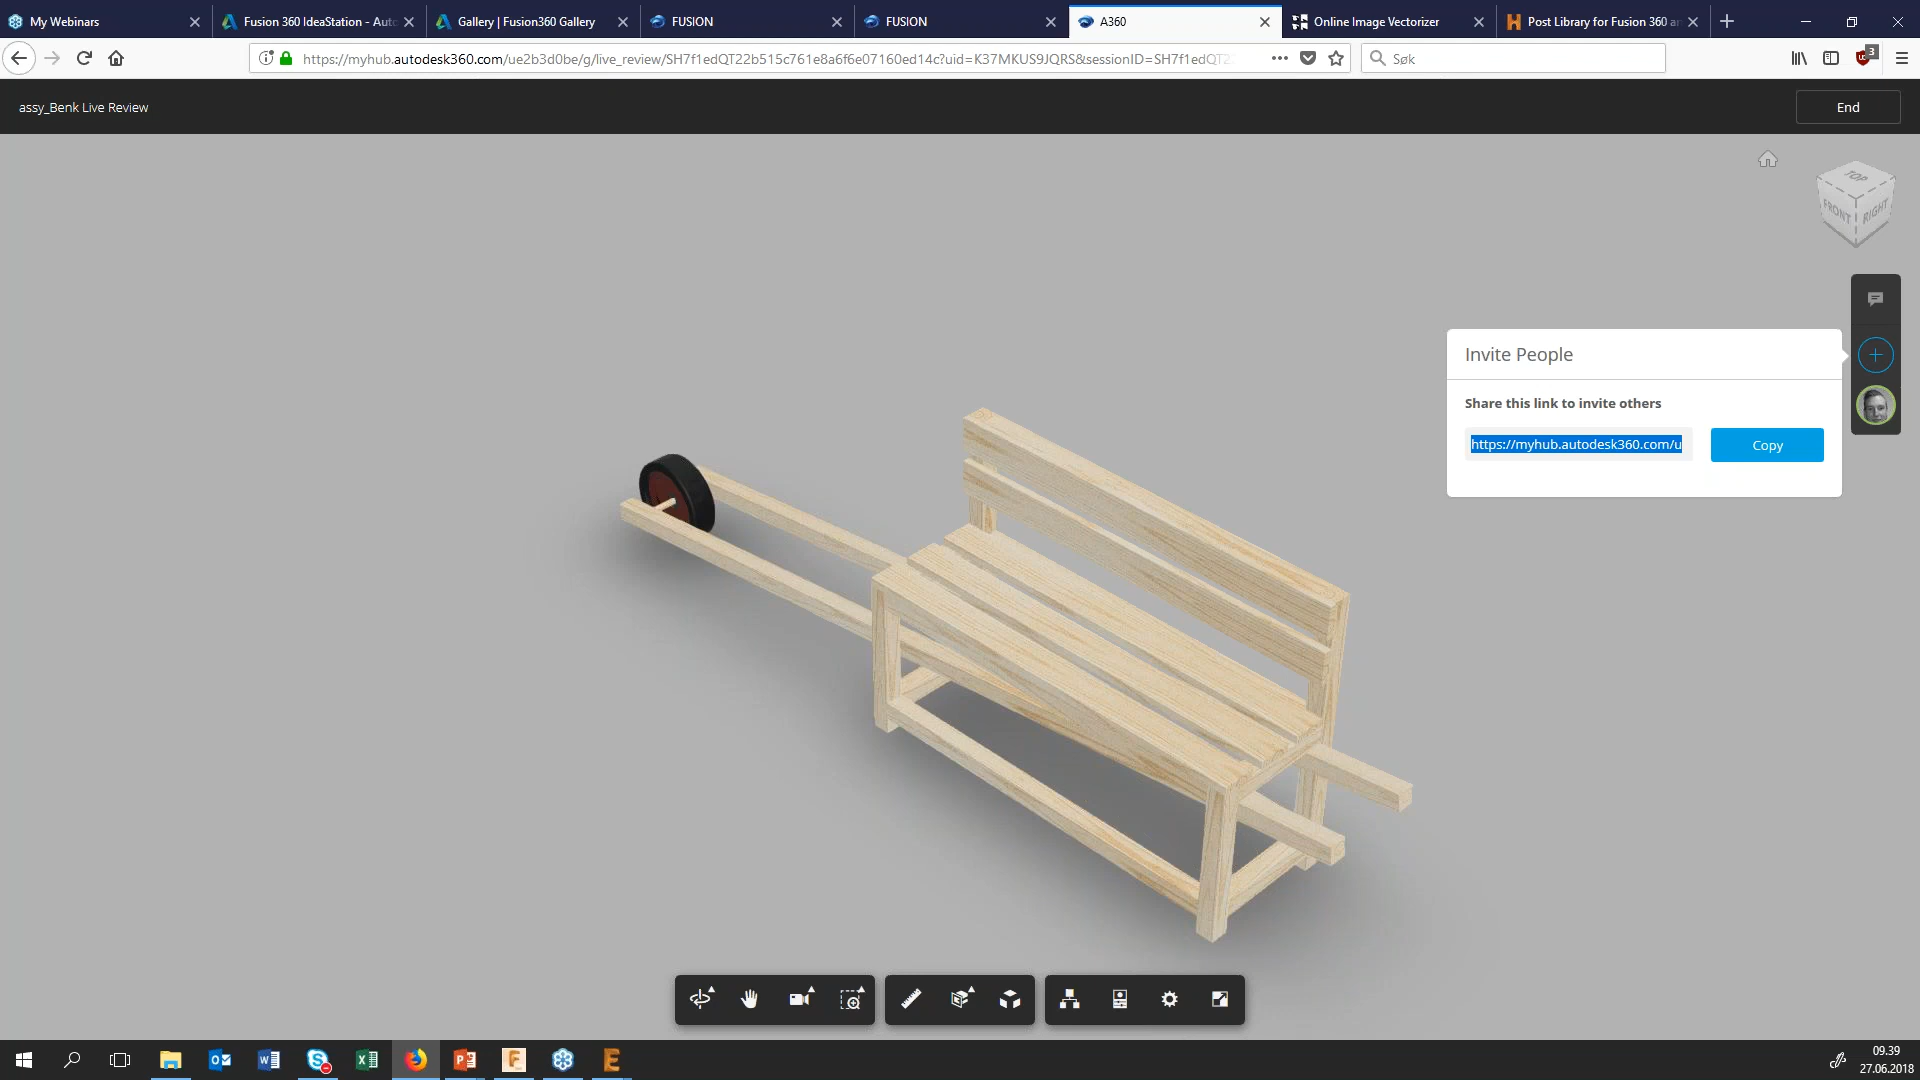 My Webinars
Fusion 360 IdeaStation - Auto
Gallery | Fusion360 Gallery
FUSION
FUSION
A360
Online Image Vectorizer
Post Library for Fusion 360 a
https://myhub.autodesk360.com/ue2b3d0be/g/live_review/SH7f1edQT22b515c761e8a6f6e07160ed14c?uid=K37MKUS9JQRS&sessionID=SH7f1edQT2
Søk
3
assy_Benk Live Review
End
TOP
FRONT
RIGHT
Invite People
Share this link to invite others
https://myhub.autodesk360.com/u
Copy
09.39
27.06.2018